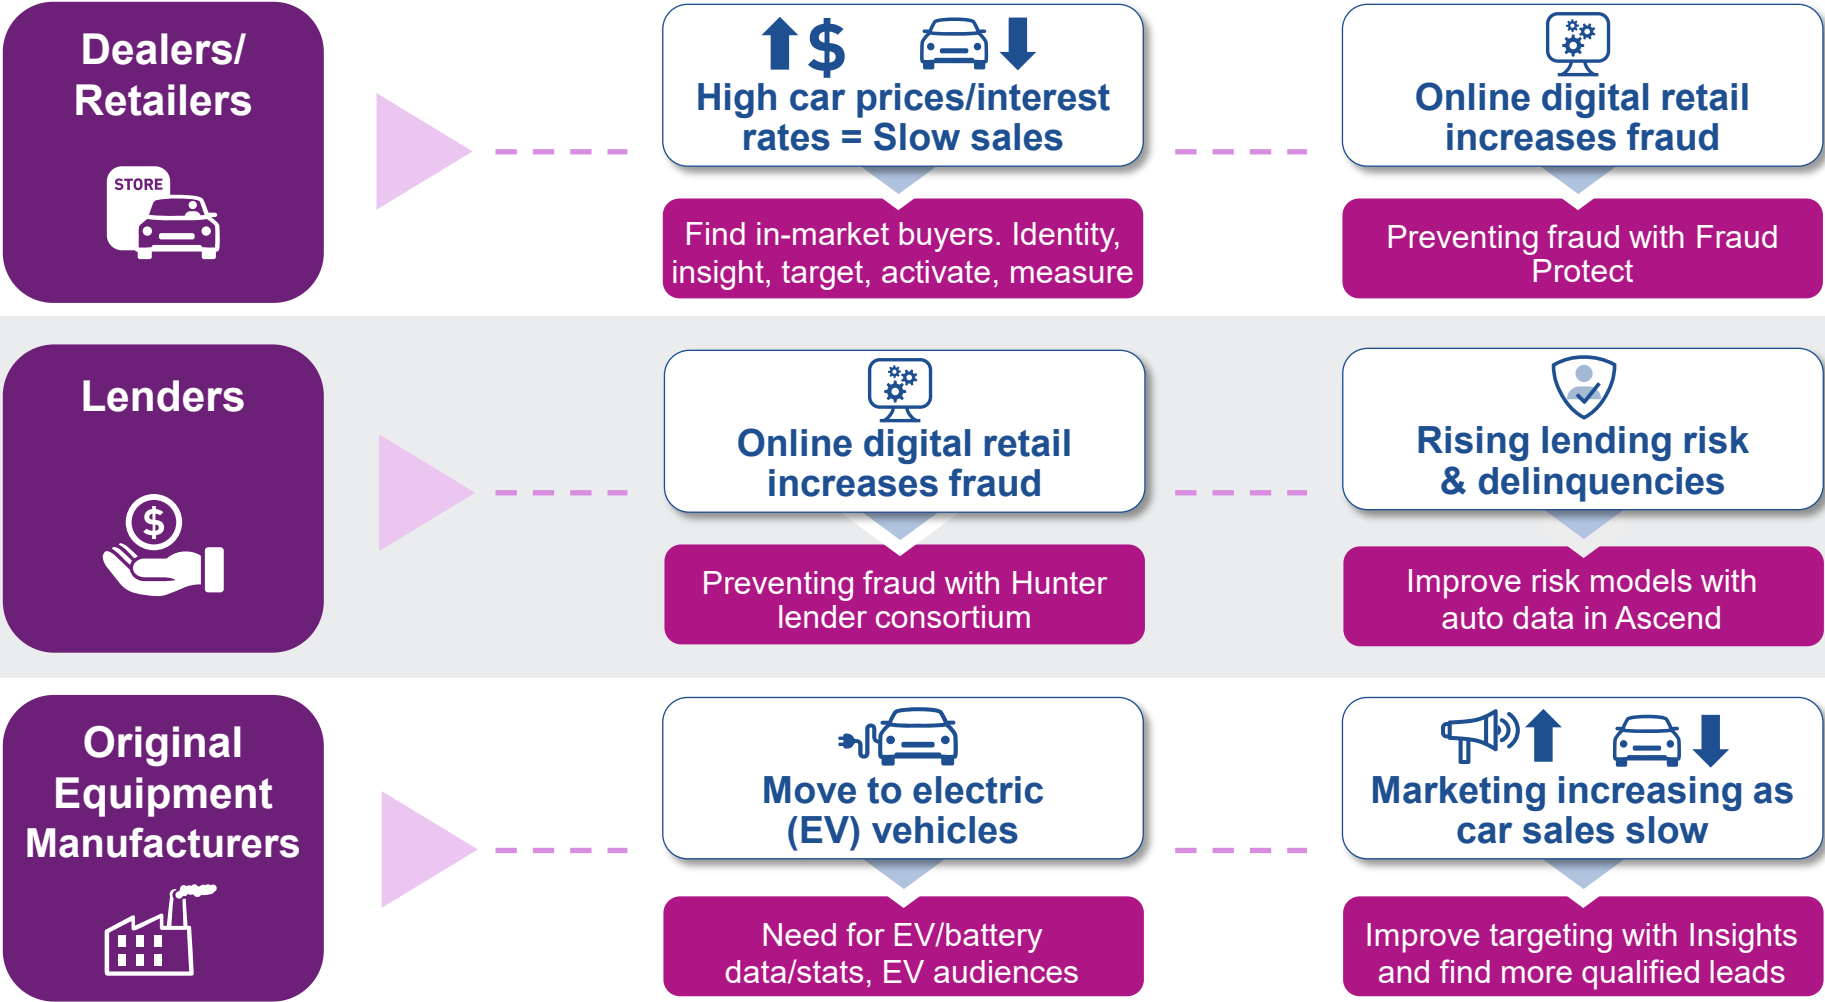 Dealers/
Retailers
STORE
High car prices/interest
rates = Slow sales
Find in-market buyers. Identity,
insight, target, activate, measure
Online digital retail
increases fraud
Preventing fraud with Fraud
Protect
Lenders
$
Online digital retail
increases fraud
Preventing fraud with Hunter
lender consortium
Rising lending risk
& delinquencies
Improve risk models with
auto data in Ascend
Original
Equipment
Manufacturers
Move to electric
(EV) vehicles
Need for EV/battery
data/stats, EV audiences
Marketing increasing as
car sales slow
Improve targeting with Insights
and find more qualified leads